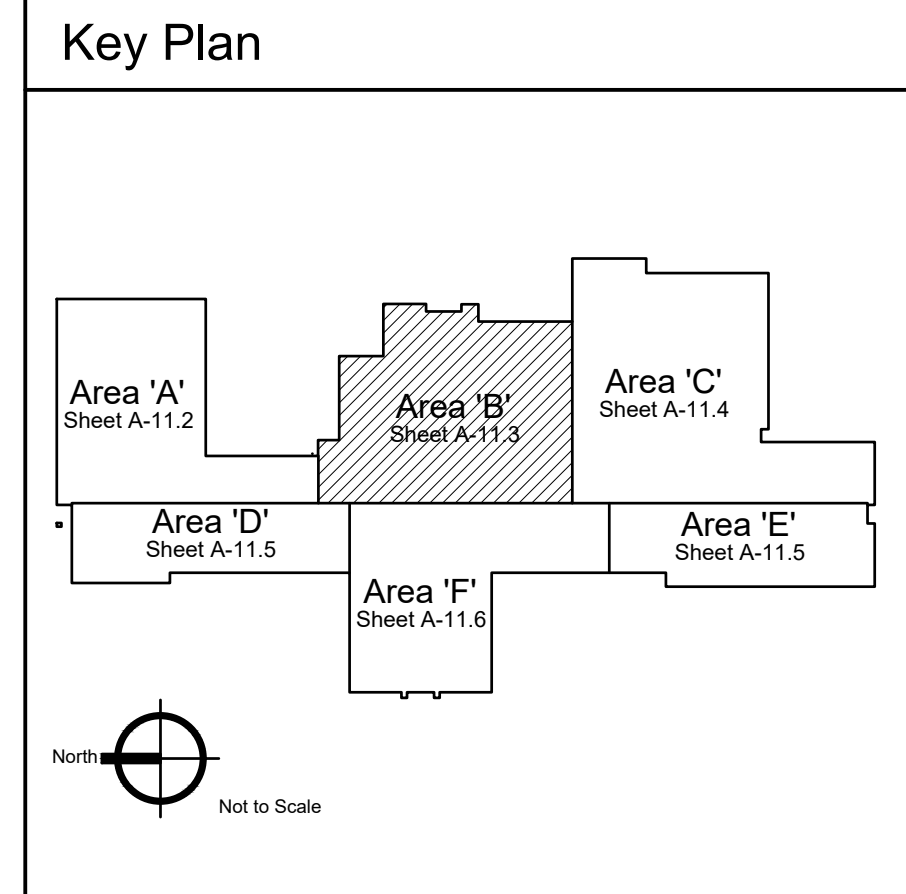 Key Plan
Area 'A'
Sheet A-11.2
Area 'B'
Sheet A-11.3
Area 'C'
Sheet A-11.4
Area 'D'
Sheet A-11.5
Area 'E'
Sheet A-11.5
Area 'F'
Sheet A-11.6
North
Not to Scale